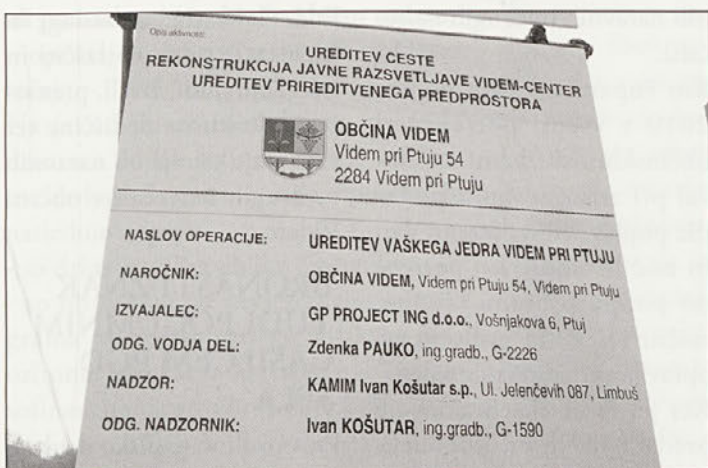 Opis aktivnosti:
UREDITEV CESTE
REKONSTRUKCIJA JAVNE RAZSVETLJAVE VIDEM-CENTER
UREDITEV PRIREDITVENEGA PREDPROSTORA
OBČINA VIDEM
Videm pri Ptuju 54
2284 Videm pri Ptuju
NASLOV OPERACIJE: UREDITEV VAŠKEGA JEDRA VIDEM PRI PTUJU
NAROČNIK: OBČINA VIDEM, Videm pri Ptuju 54, Videm pri Ptuju
IZVAJALEC: GP PROJECT ING d.o.o., Vošnjakova 6, Ptuj
ODG. VODJA DEL: Zdenka PAUKO, ing.gradb., G-2226
NADZOR: KAMIM Ivan Košutar s.p., Ul. Jelenčevih 087, Limbuš
ODG. NADZORNIK: Ivan KOŠUTAR, ing.gradb., G-1590